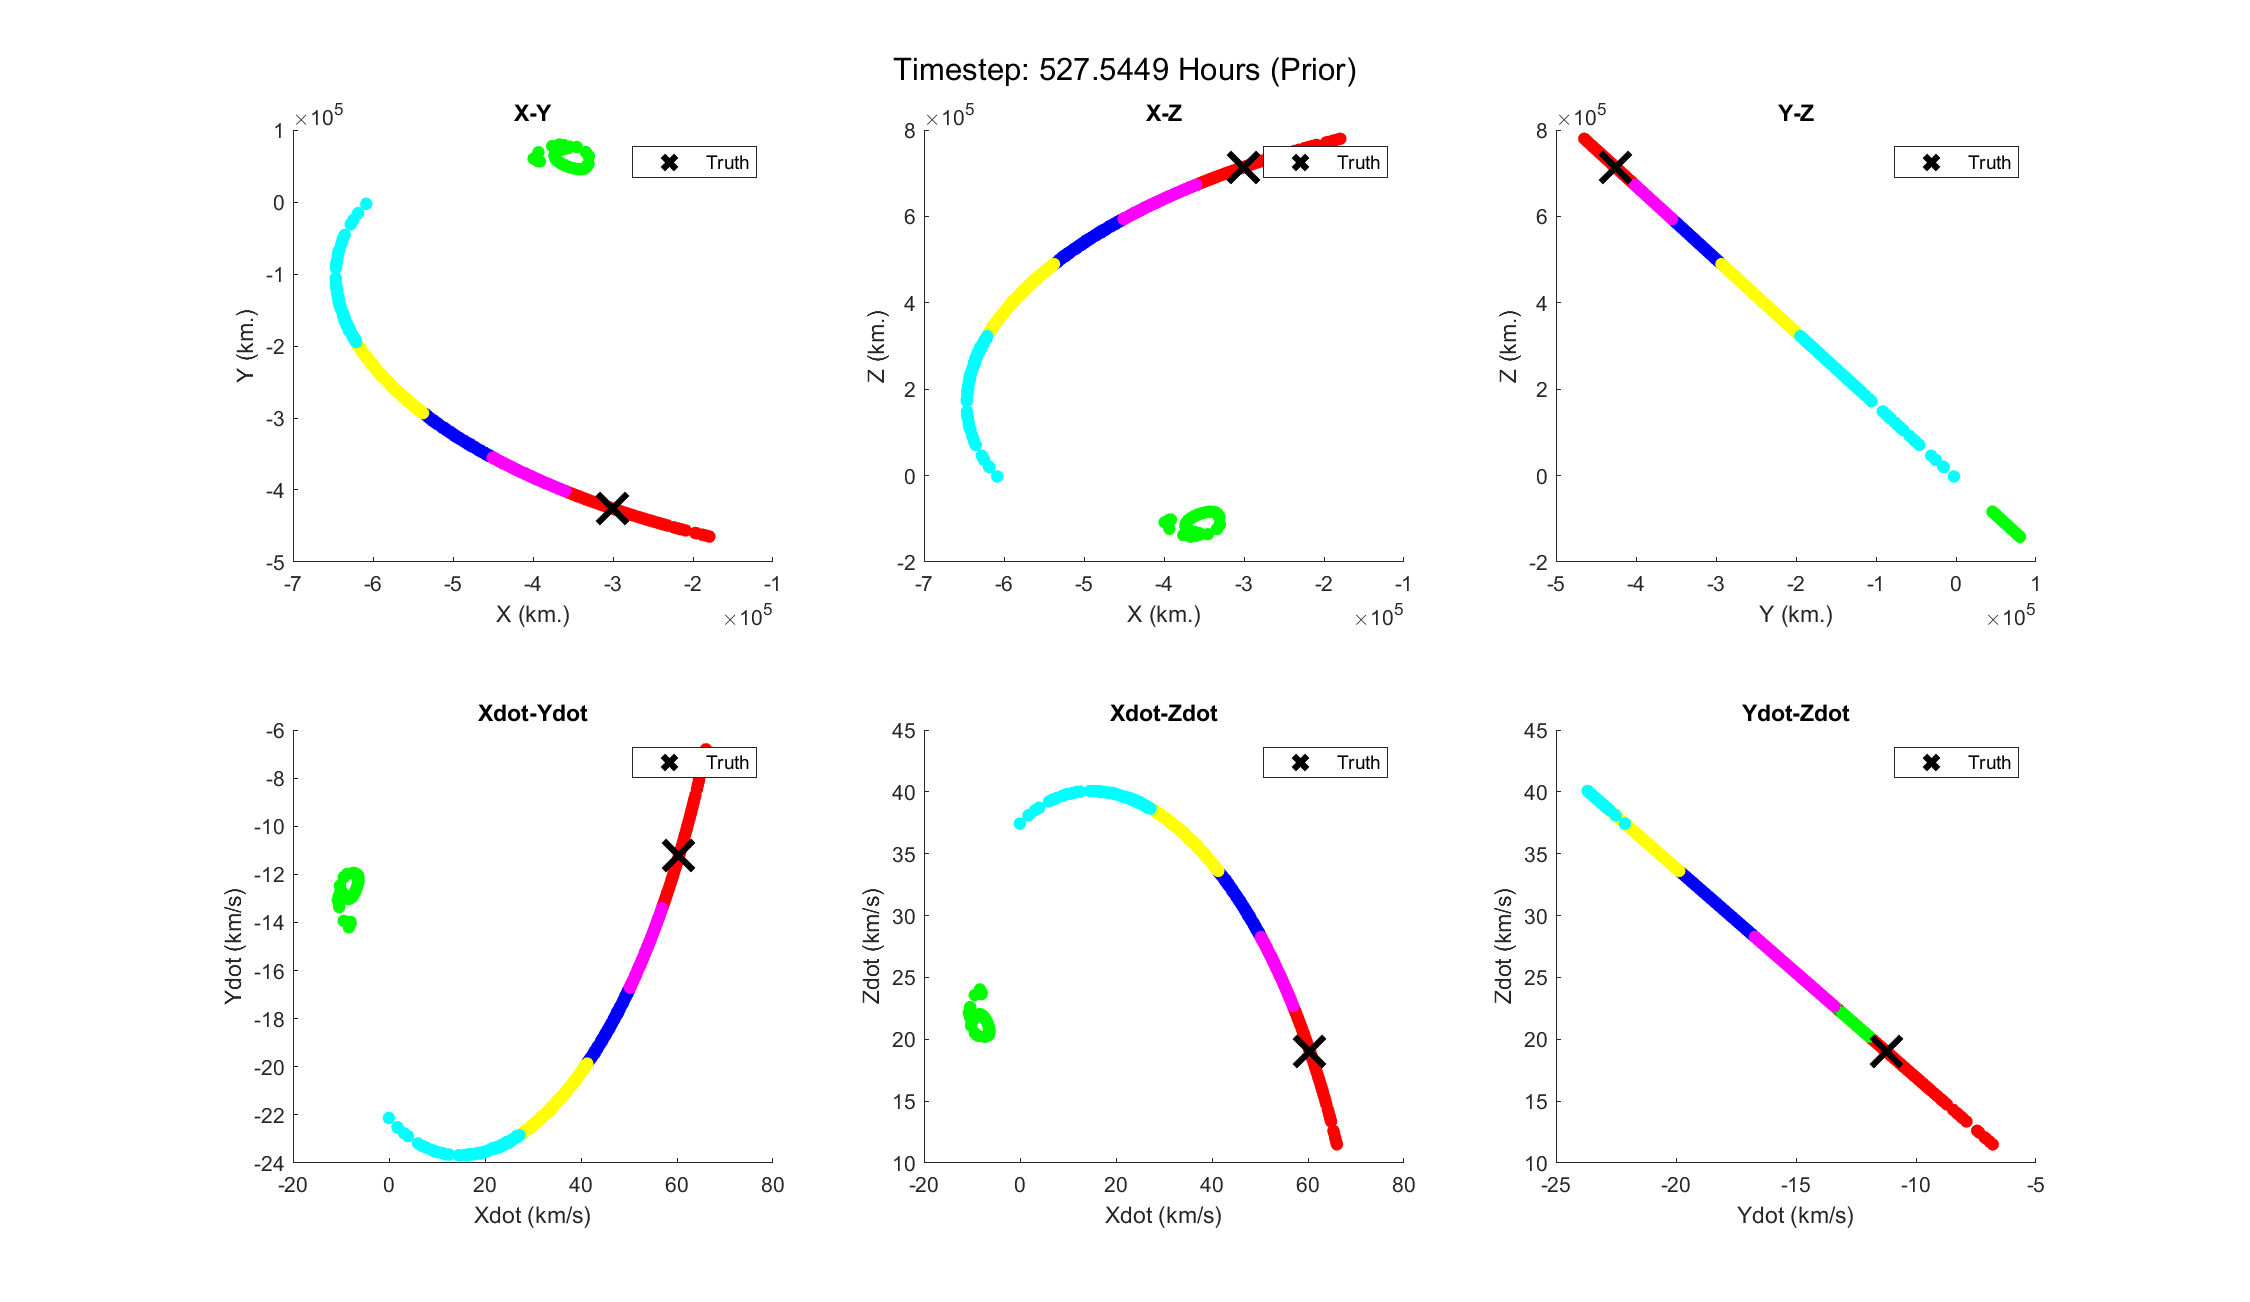 Timestep: 527.5449 Hours (Prior)
X-Y
×10^5
1
0
-1
-2
-3
-4
-5
Y (km.)
-7 -6 -5 -4 -3 -2 -1
X (km.)
×10^5
Truth
X-Z
×10^5
8
6
4
2
0
-2
Z (km.)
-7 -6 -5 -4 -3 -2 -1
X (km.)
×10^5
Truth
Y-Z
×10^5
8
6
4
2
0
-2
Z (km.)
-5 -4 -3 -2 -1 0 1
Y (km.)
×10^5
Truth
Xdot-Ydot
-6
-8
-10
-12
-14
-16
-18
-20
-22
-24
Ydot (km/s)
-20 0 20 40 60 80
Xdot (km/s)
Truth
Xdot-Zdot
45
40
35
30
25
20
15
10
Zdot (km/s)
-20 0 20 40 60 80
Xdot (km/s)
Truth
Ydot-Zdot
45
40
35
30
25
20
15
10
Zdot (km/s)
-25 -20 -15 -10 -5
Ydot (km/s)
Truth